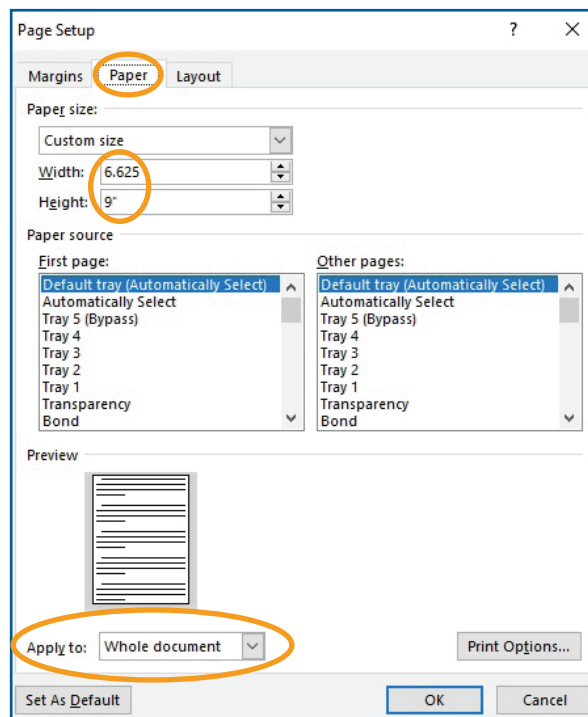 Page Setup ?
Margins Paper Layout
Paper size:
Custom size
Width: 6.625
Height: 9"
Paper source
First page: Other pages:
Default tray (Automatically Select) Default tray (Automatically Select)
Automatically Select Automatically Select
Tray 5 (Bypass) Tray 5 (Bypass)
Tray 4 Tray 4
Tray 3 Tray 3
Tray 2 Tray 2
Tray 1 Tray 1
Transparency Transparency
Bond Bond
Preview
Apply to: Whole document Print Options...
Set As Default OK Cancel